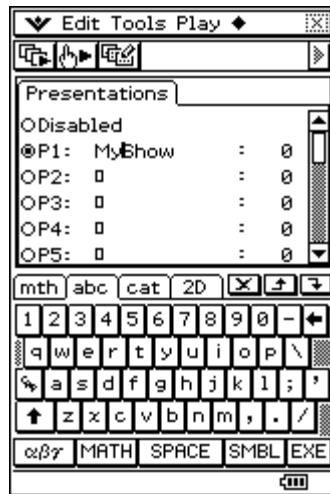 Edit Tools Play ◆
Presentations
Disabled
P1: MyShow : 0
P2: : 0
P3: : 0
P4: : 0
P5: : 0
mth abc cat 2D
1 2 3 4 5 6 7 8 9 0 -
q w e r t y u i o p \
a s d f g h j k l ; '
z x c v b n m , . /
αβγ MATH SPACE SMBL EXE